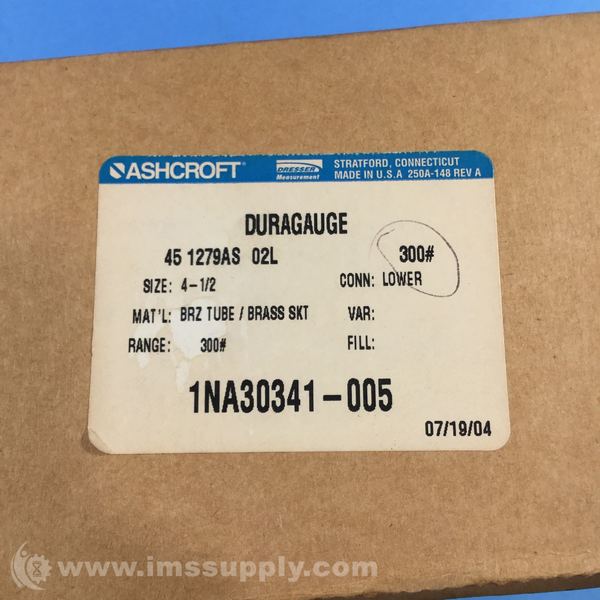 ASHCROFT®
DRESSER
Measurement
STRATFORD, CONNECTICUT
MADE IN U.S.A 250A-148 REV A
DURAGAUGE
45 1279AS 02L 300#
SIZE: 4-1/2 CONN: LOWER
MAT'L: BRZ TUBE / BRASS SKT VAR:
RANGE: 300# FILL:
1NA30341-005
07/19/04
www.imssupply.com